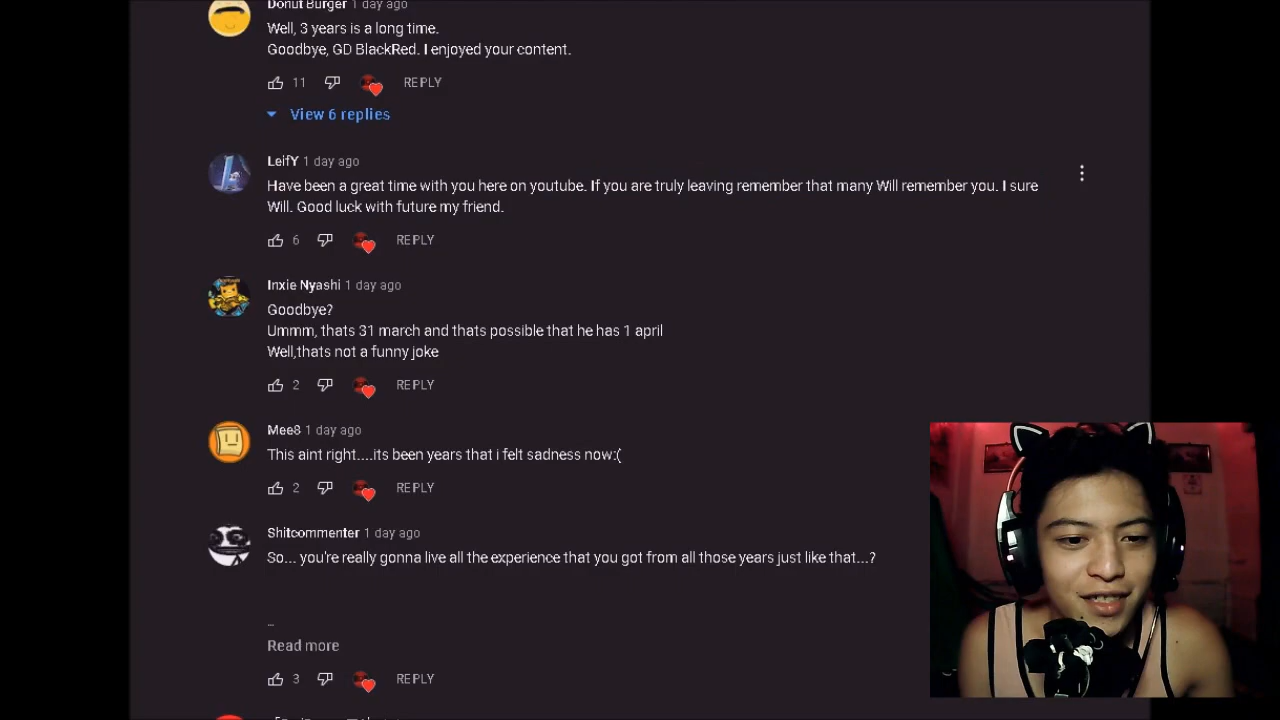 Donut Burger 1 day ago
Well, 3 years is a long time.
Goodbye, GD BlackRed. I enjoyed your content.
11 REPLY
View 6 replies
LeifY 1 day ago
Have been a great time with you here on youtube. If you are truly leaving remember that many Will remember you. I sure
Will. Good luck with future my friend.
6 REPLY
Inxie Nyashi 1 day ago
Goodbye?
Ummm, thats 31 march and thats possible that he has 1 april
Well,thats not a funny joke
2 REPLY
Mee8 1 day ago
This aint right....its been years that i felt sadness now:(
2 REPLY
Shitcommenter 1 day ago
So... you're really gonna live all the experience that you got from all those years just like that...?
_
Read more
3 REPLY